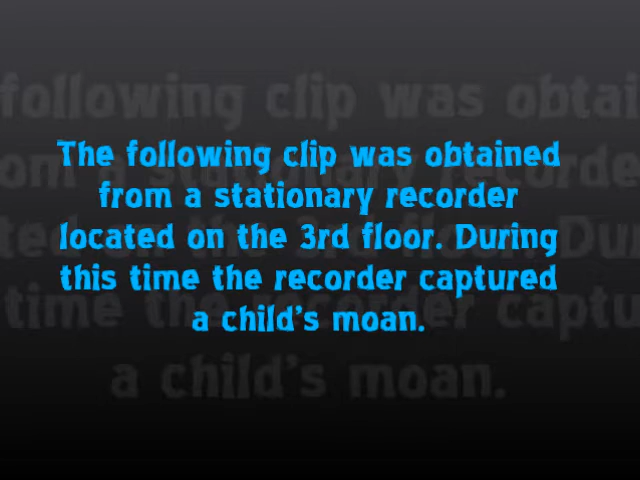 The following clip was obtained
from a stationary recorder
located on the 3rd floor. During
this time the recorder captured
a child's moan.